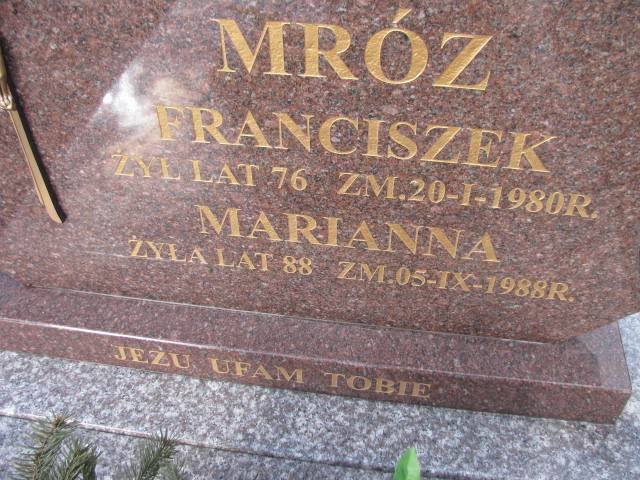 MRÓZ
FRANCISZEK
ŻYŁ LAT 76 ZM.20-I-1980R.
MARIANNA
ŻYŁA LAT 88 ZM.05-IX-1988R.
JEZU UFAM TOBIE